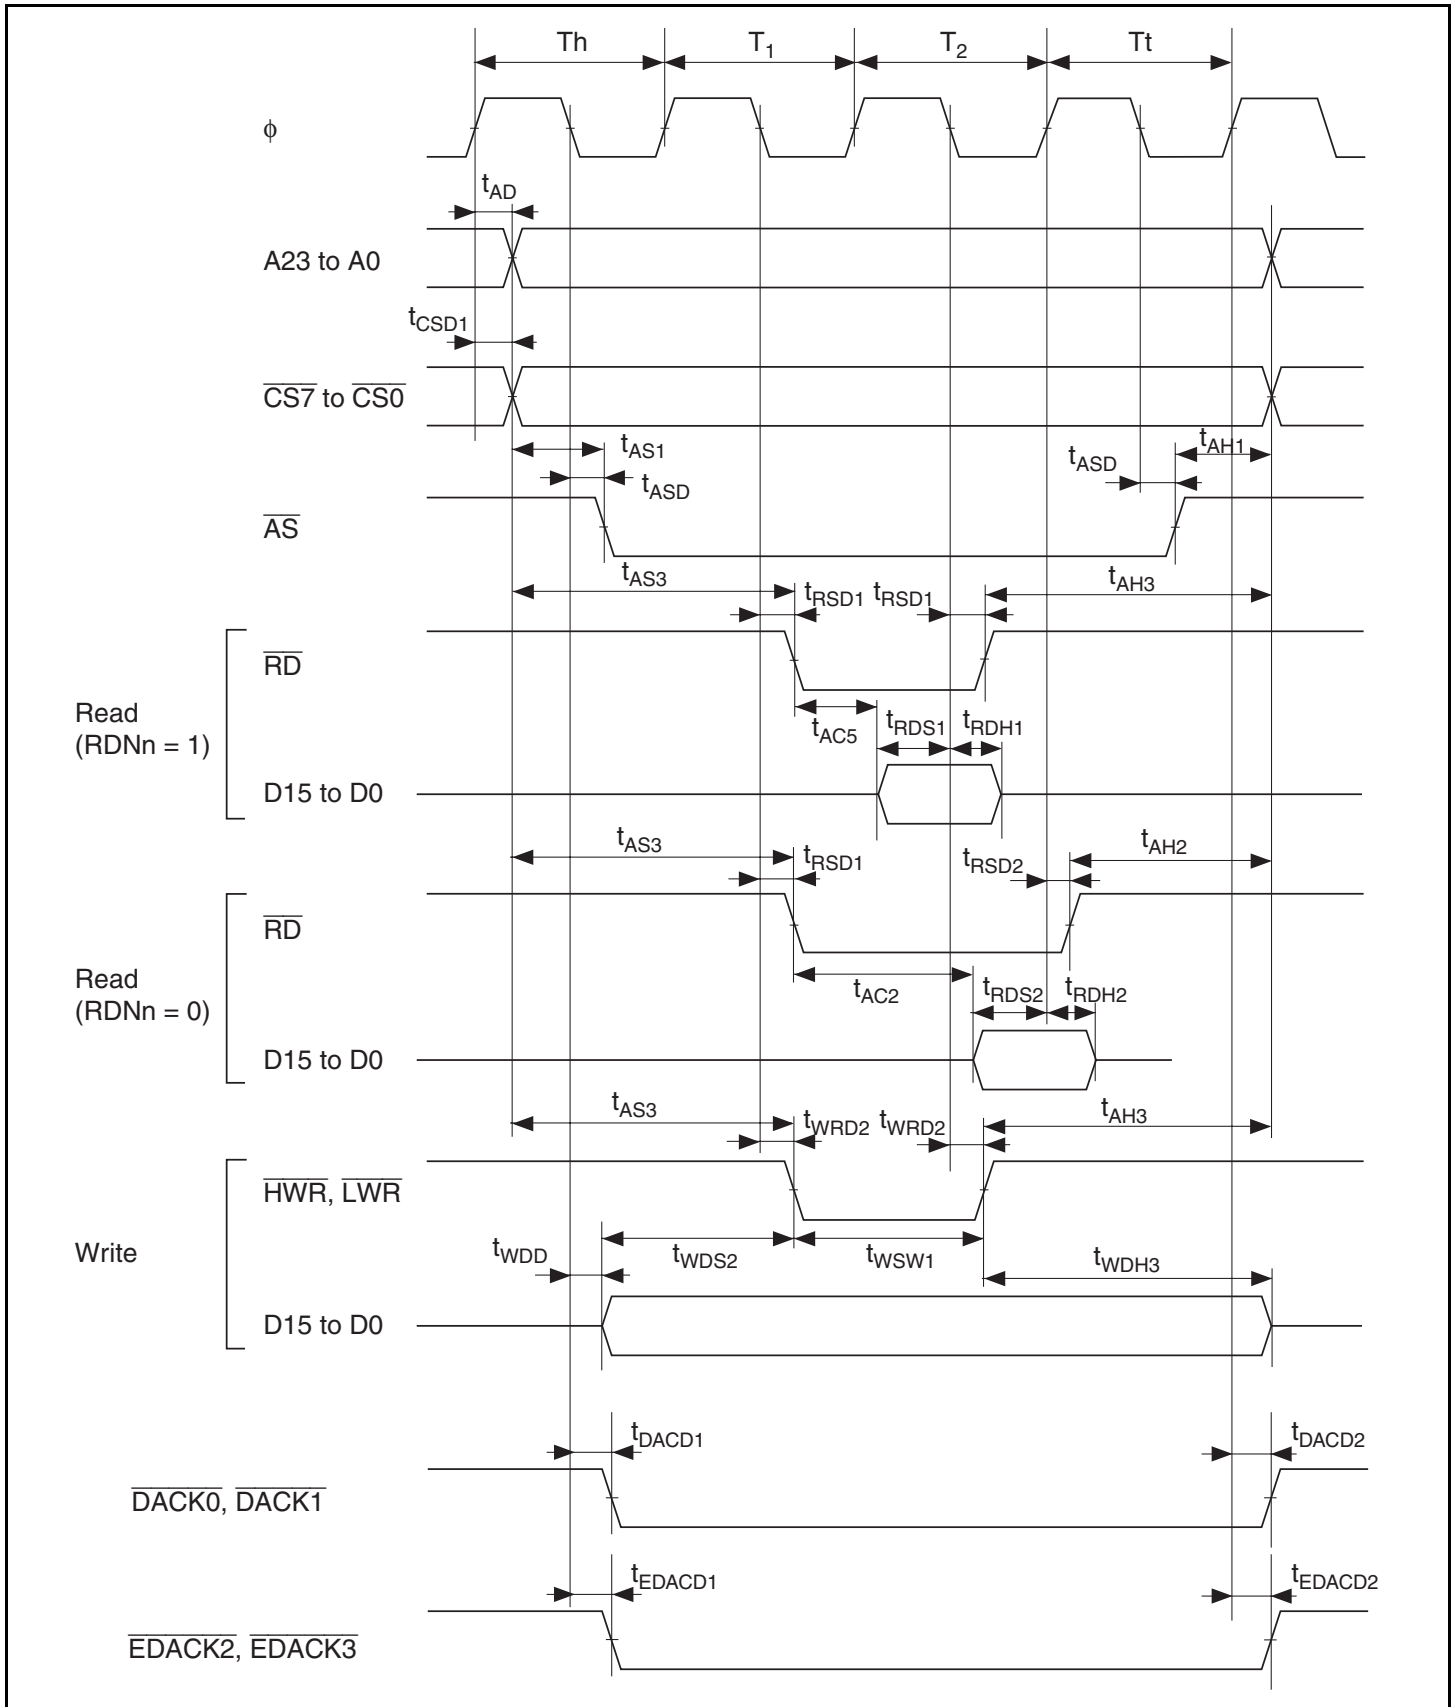 Th T1 T2 Tt
ϕ
tAD
A23 to A0
tCSD1
CS7 to CS0
tAS1 tAH1
tASD tASD
AS
tAS3 tRSD1 tRSD1 tAH3
RD
Read
(RDNn = 1)
tAC5 tRDS1 tRDH1
D15 to D0
tAS3 tRSD1 tRSD2 tAH2
RD
Read
(RDNn = 0)
tAC2 tRDS2 tRDH2
D15 to D0
tAS3 tWRD2 tWRD2 tAH3
HWR, LWR
Write
tWDD tWDS2 tWSW1 tWDH3
D15 to D0
tDACD1 tDACD2
DACK0, DACK1
tEDACD1 tEDACD2
EDACK2, EDACK3